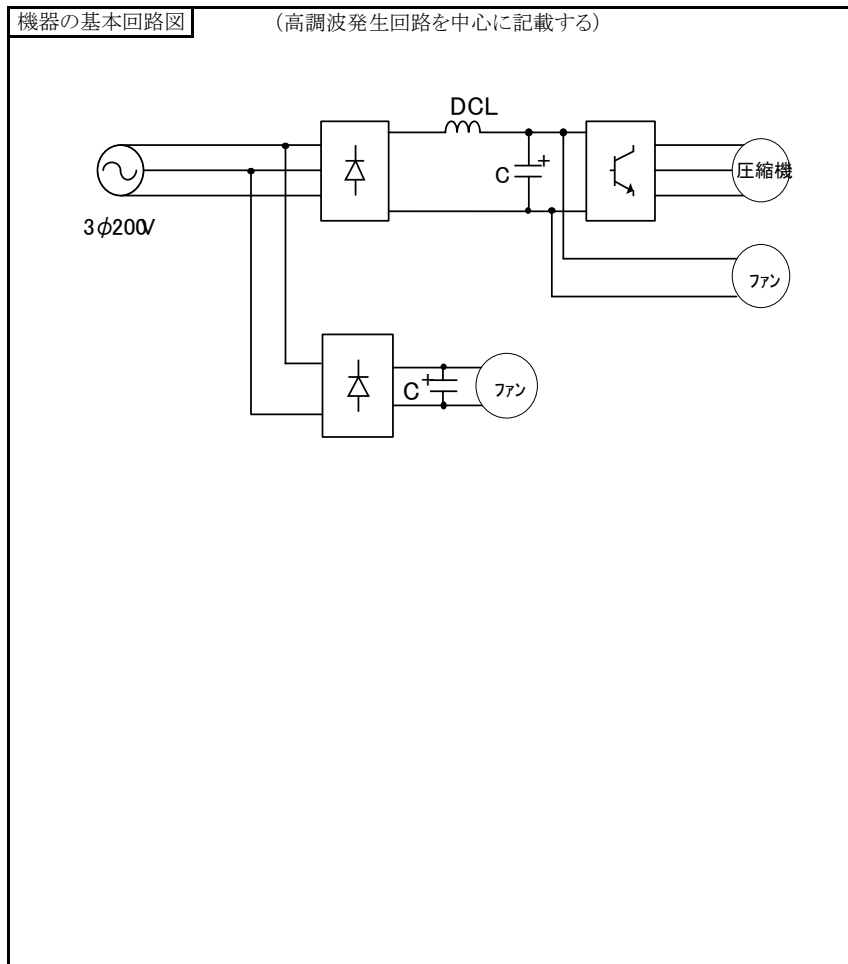 機器の基本回路図 (高調波発生回路を中心に記載する)
DCL
C +
圧縮機
3φ200V
ファン
C +
ファン